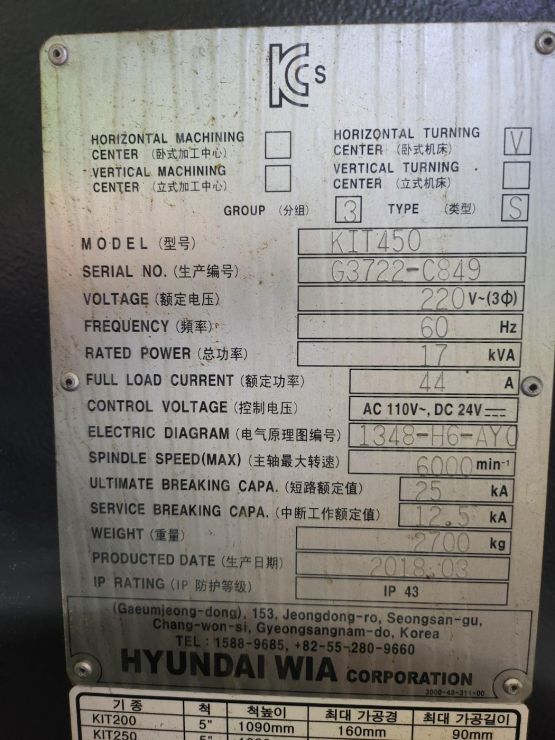 KCs
HORIZONTAL MACHINING CENTER (卧式加工中心)
HORIZONTAL TURNING CENTER (卧式机床) V
VERTICAL MACHINING CENTER (立式加工中心)
VERTICAL TURNING CENTER (立式机床)
GROUP (分组) 3 TYPE (类型) S
MODEL (型号) KIT450
SERIAL NO. (生产编号) G3722-C849
VOLTAGE (额定电压) 220 V~(3Φ)
FREQUENCY (频率) 60 Hz
RATED POWER (总功率) 17 kVA
FULL LOAD CURRENT (额定功率) 44 A
CONTROL VOLTAGE (控制电压) AC 110V~, DC 24V
ELECTRIC DIAGRAM (电气原理图编号) 1348-H6-AY0
SPINDLE SPEED(MAX) (主轴最大转速) 6000 min⁻¹
ULTIMATE BREAKING CAPA. (短路额定值) 25 kA
SERVICE BREAKING CAPA. (中断工作额定值) 12.5 kA
WEIGHT (重量) 2700 kg
PRODUCTED DATE (生产日期) 2018.03
IP RATING (IP 防护等级) IP 43
(Gaeumjeong-dong), 153, Jeongdong-ro, Seongsan-gu,
Chang-won-si, Gyeongsangnam-do, Korea
TEL : 1588-9685, +82-55-280-9660
HYUNDAI WIA CORPORATION
3000-40-311-00
기 종 척 척높이 최대 가공경 최대 가공길이
KIT200 5" 1090mm 160mm 90mm
KIT250 5"